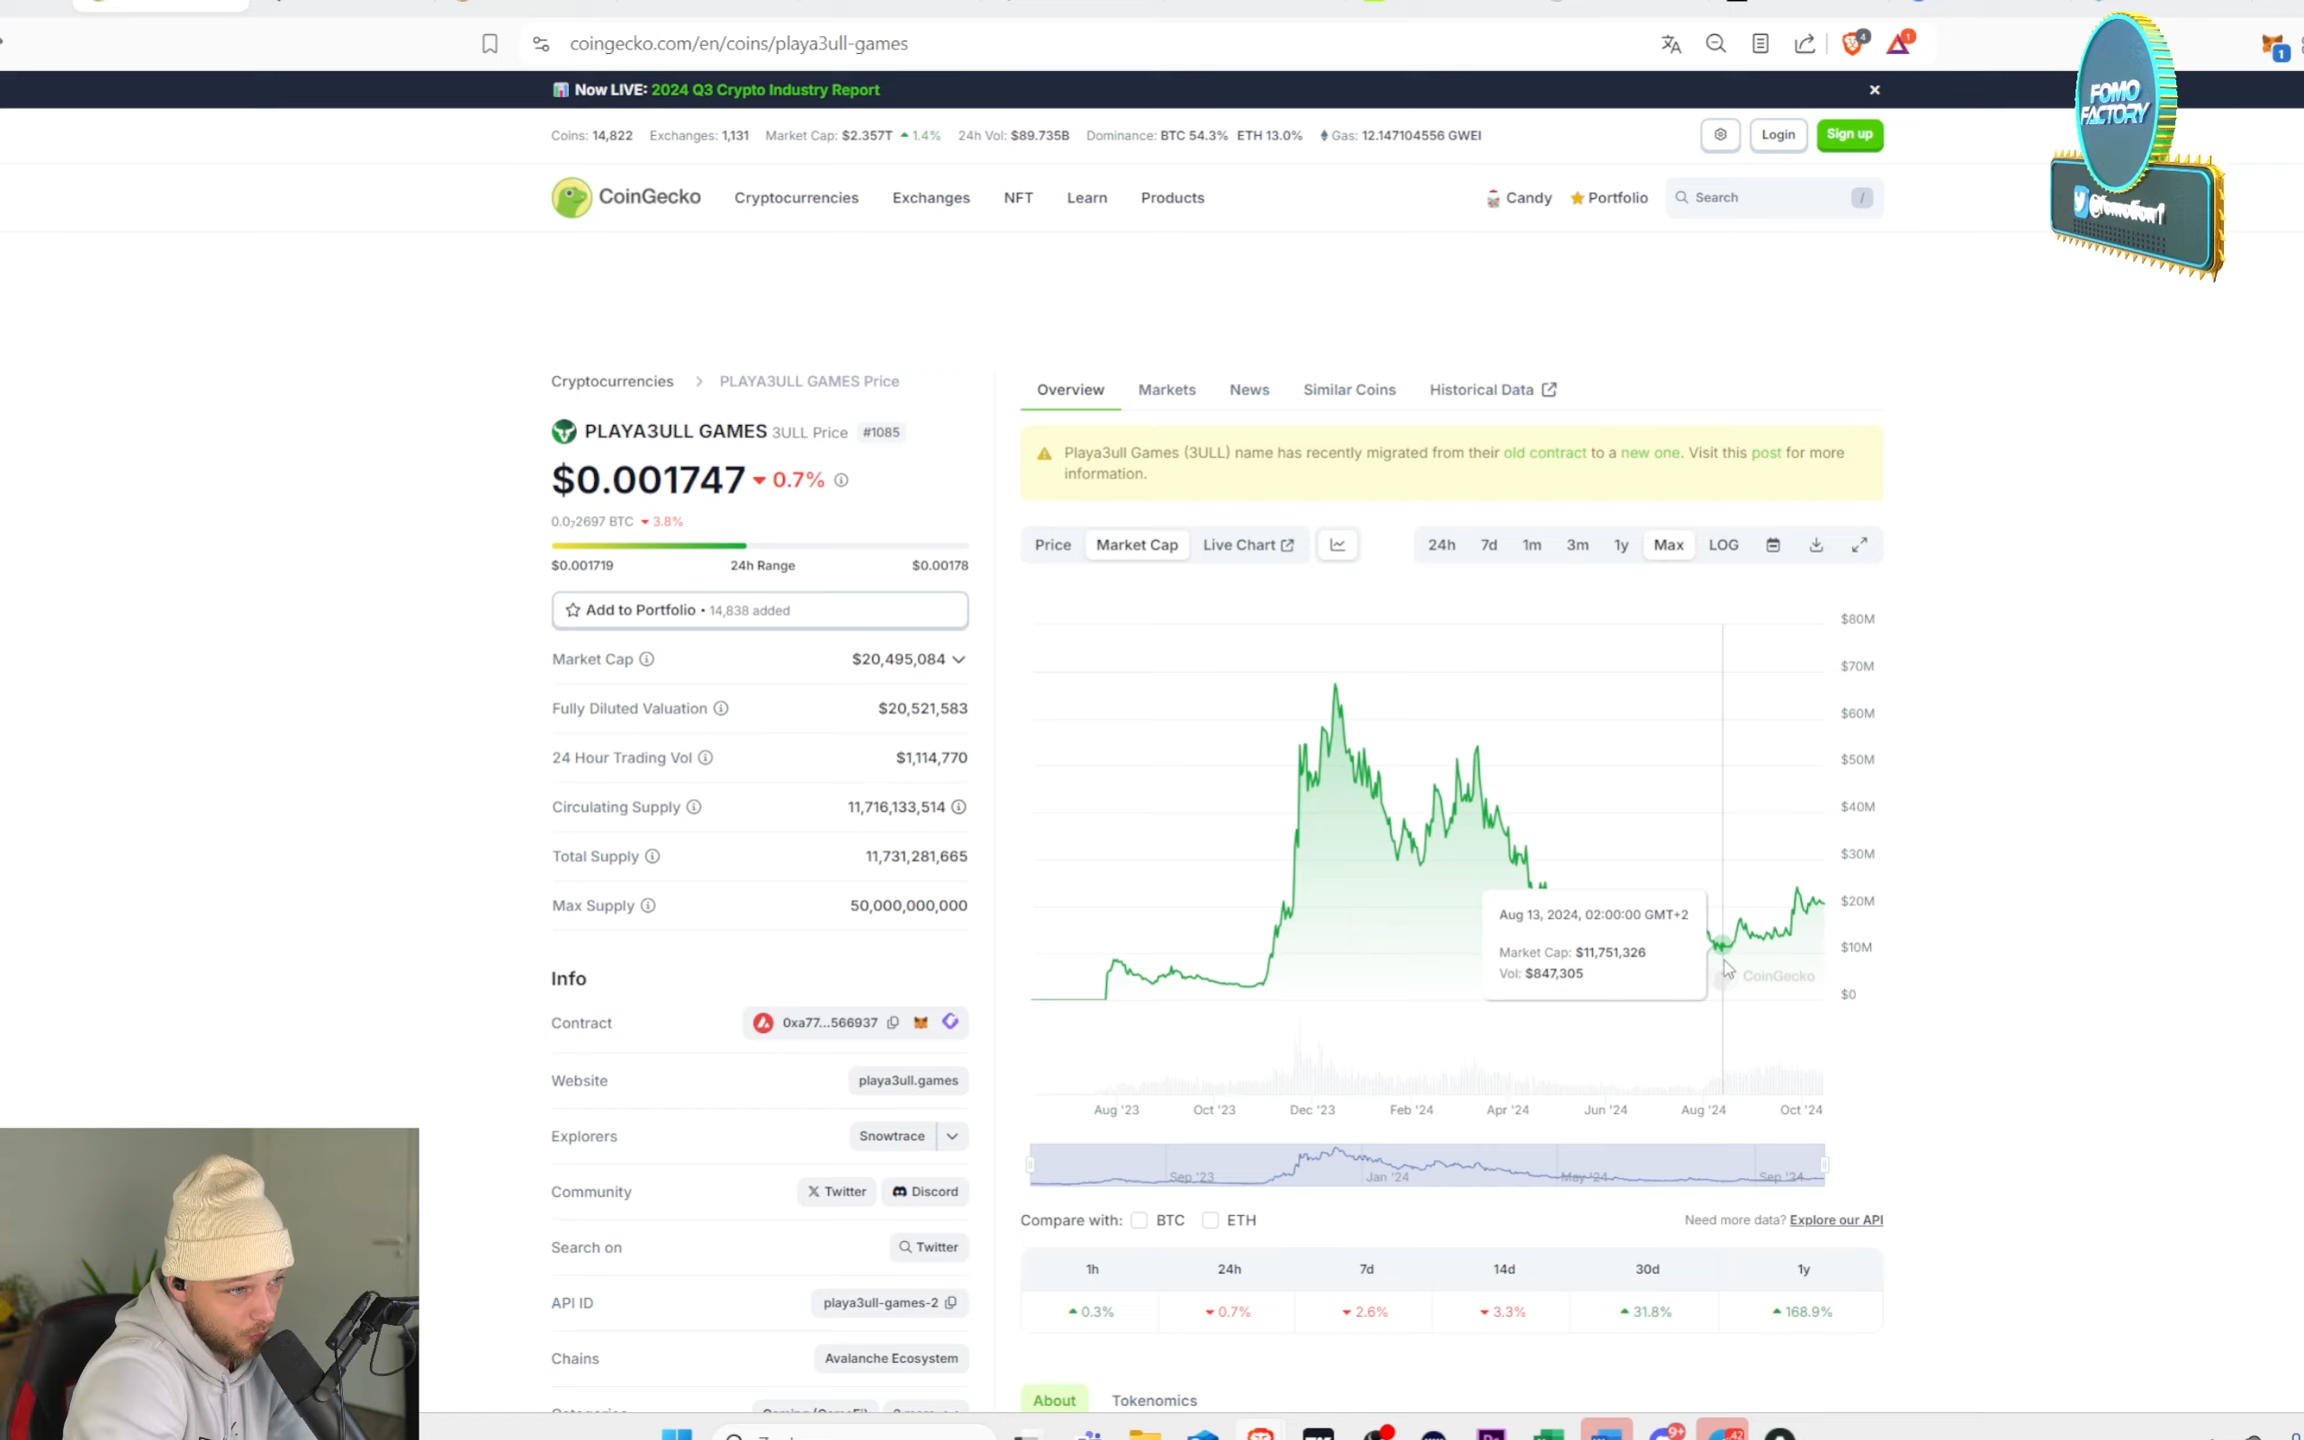 coingecko.com/en/coins/playa3ull-games
4
1
1
Now LIVE: 2024 Q3 Crypto Industry Report
FOMO
FACTORY
Coins: 14,822 Exchanges: 1,131 Market Cap: $2.357T 1.4% 24h Vol: $89.735B Dominance: BTC 54.3% ETH 13.0% Gas: 12.147104556 GWEI
Login
Sign up
CoinGecko
Cryptocurrencies
Exchanges
NFT
Learn
Products
Candy
Portfolio
Search
/
Cryptocurrencies > PLAYA3ULL GAMES Price
PLAYA3ULL GAMES 3ULL Price #1085
$0.001747 0.7%
0.0₇2697 BTC 3.8%
$0.001719 24h Range $0.00178
Add to Portfolio • 14,838 added
Market Cap $20,495,084
Fully Diluted Valuation $20,521,583
24 Hour Trading Vol $1,114,770
Circulating Supply 11,716,133,514
Total Supply 11,731,281,665
Max Supply 50,000,000,000
Info
Contract 0xa77...566937
Website playa3ull.games
Explorers Snowtrace
Community Twitter Discord
Search on Twitter
API ID playa3ull-games-2
Chains Avalanche Ecosystem
Overview Markets News Similar Coins Historical Data
Playa3ull Games (3ULL) name has recently migrated from their old contract to a new one. Visit this post for more
information.
Price Market Cap Live Chart
24h 7d 1m 3m 1y Max LOG
$80M
$70M
$60M
$50M
$40M
$30M
$20M
$10M
$0
Aug 13, 2024, 02:00:00 GMT+2
Market Cap: $11,751,326
Vol: $847,305
CoinGecko
Aug '23 Oct '23 Dec '23 Feb '24 Apr '24 Jun '24 Aug '24 Oct '24
Sep '23 Jan '24 May '24 Sep '24
Compare with: BTC ETH
Need more data? Explore our API
1h 24h 7d 14d 30d 1y
0.3% 0.7% 2.6% 3.3% 31.8% 168.9%
About Tokenomics
9+
42